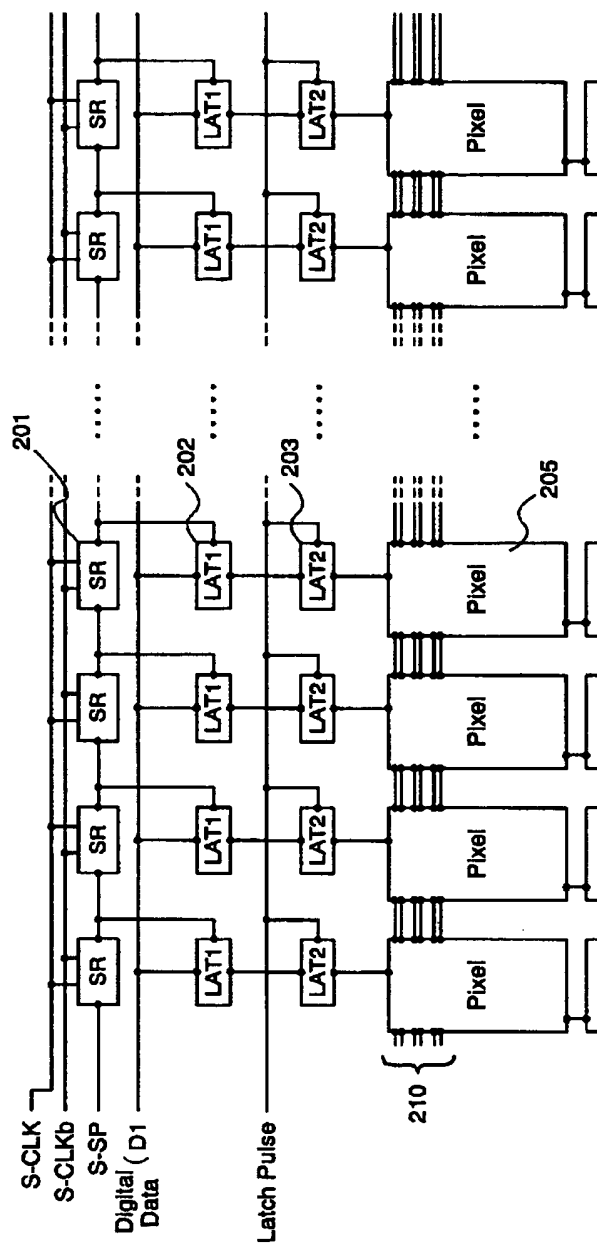 S-CLK
S-CLKb
S-SP
Digital Data ( D1
Latch Pulse
201
SR SR SR SR SR SR
202
LAT1 LAT1 LAT1 LAT1 LAT1 LAT1
203
LAT2 LAT2 LAT2 LAT2 LAT2 LAT2
205
Pixel Pixel Pixel Pixel Pixel Pixel
210